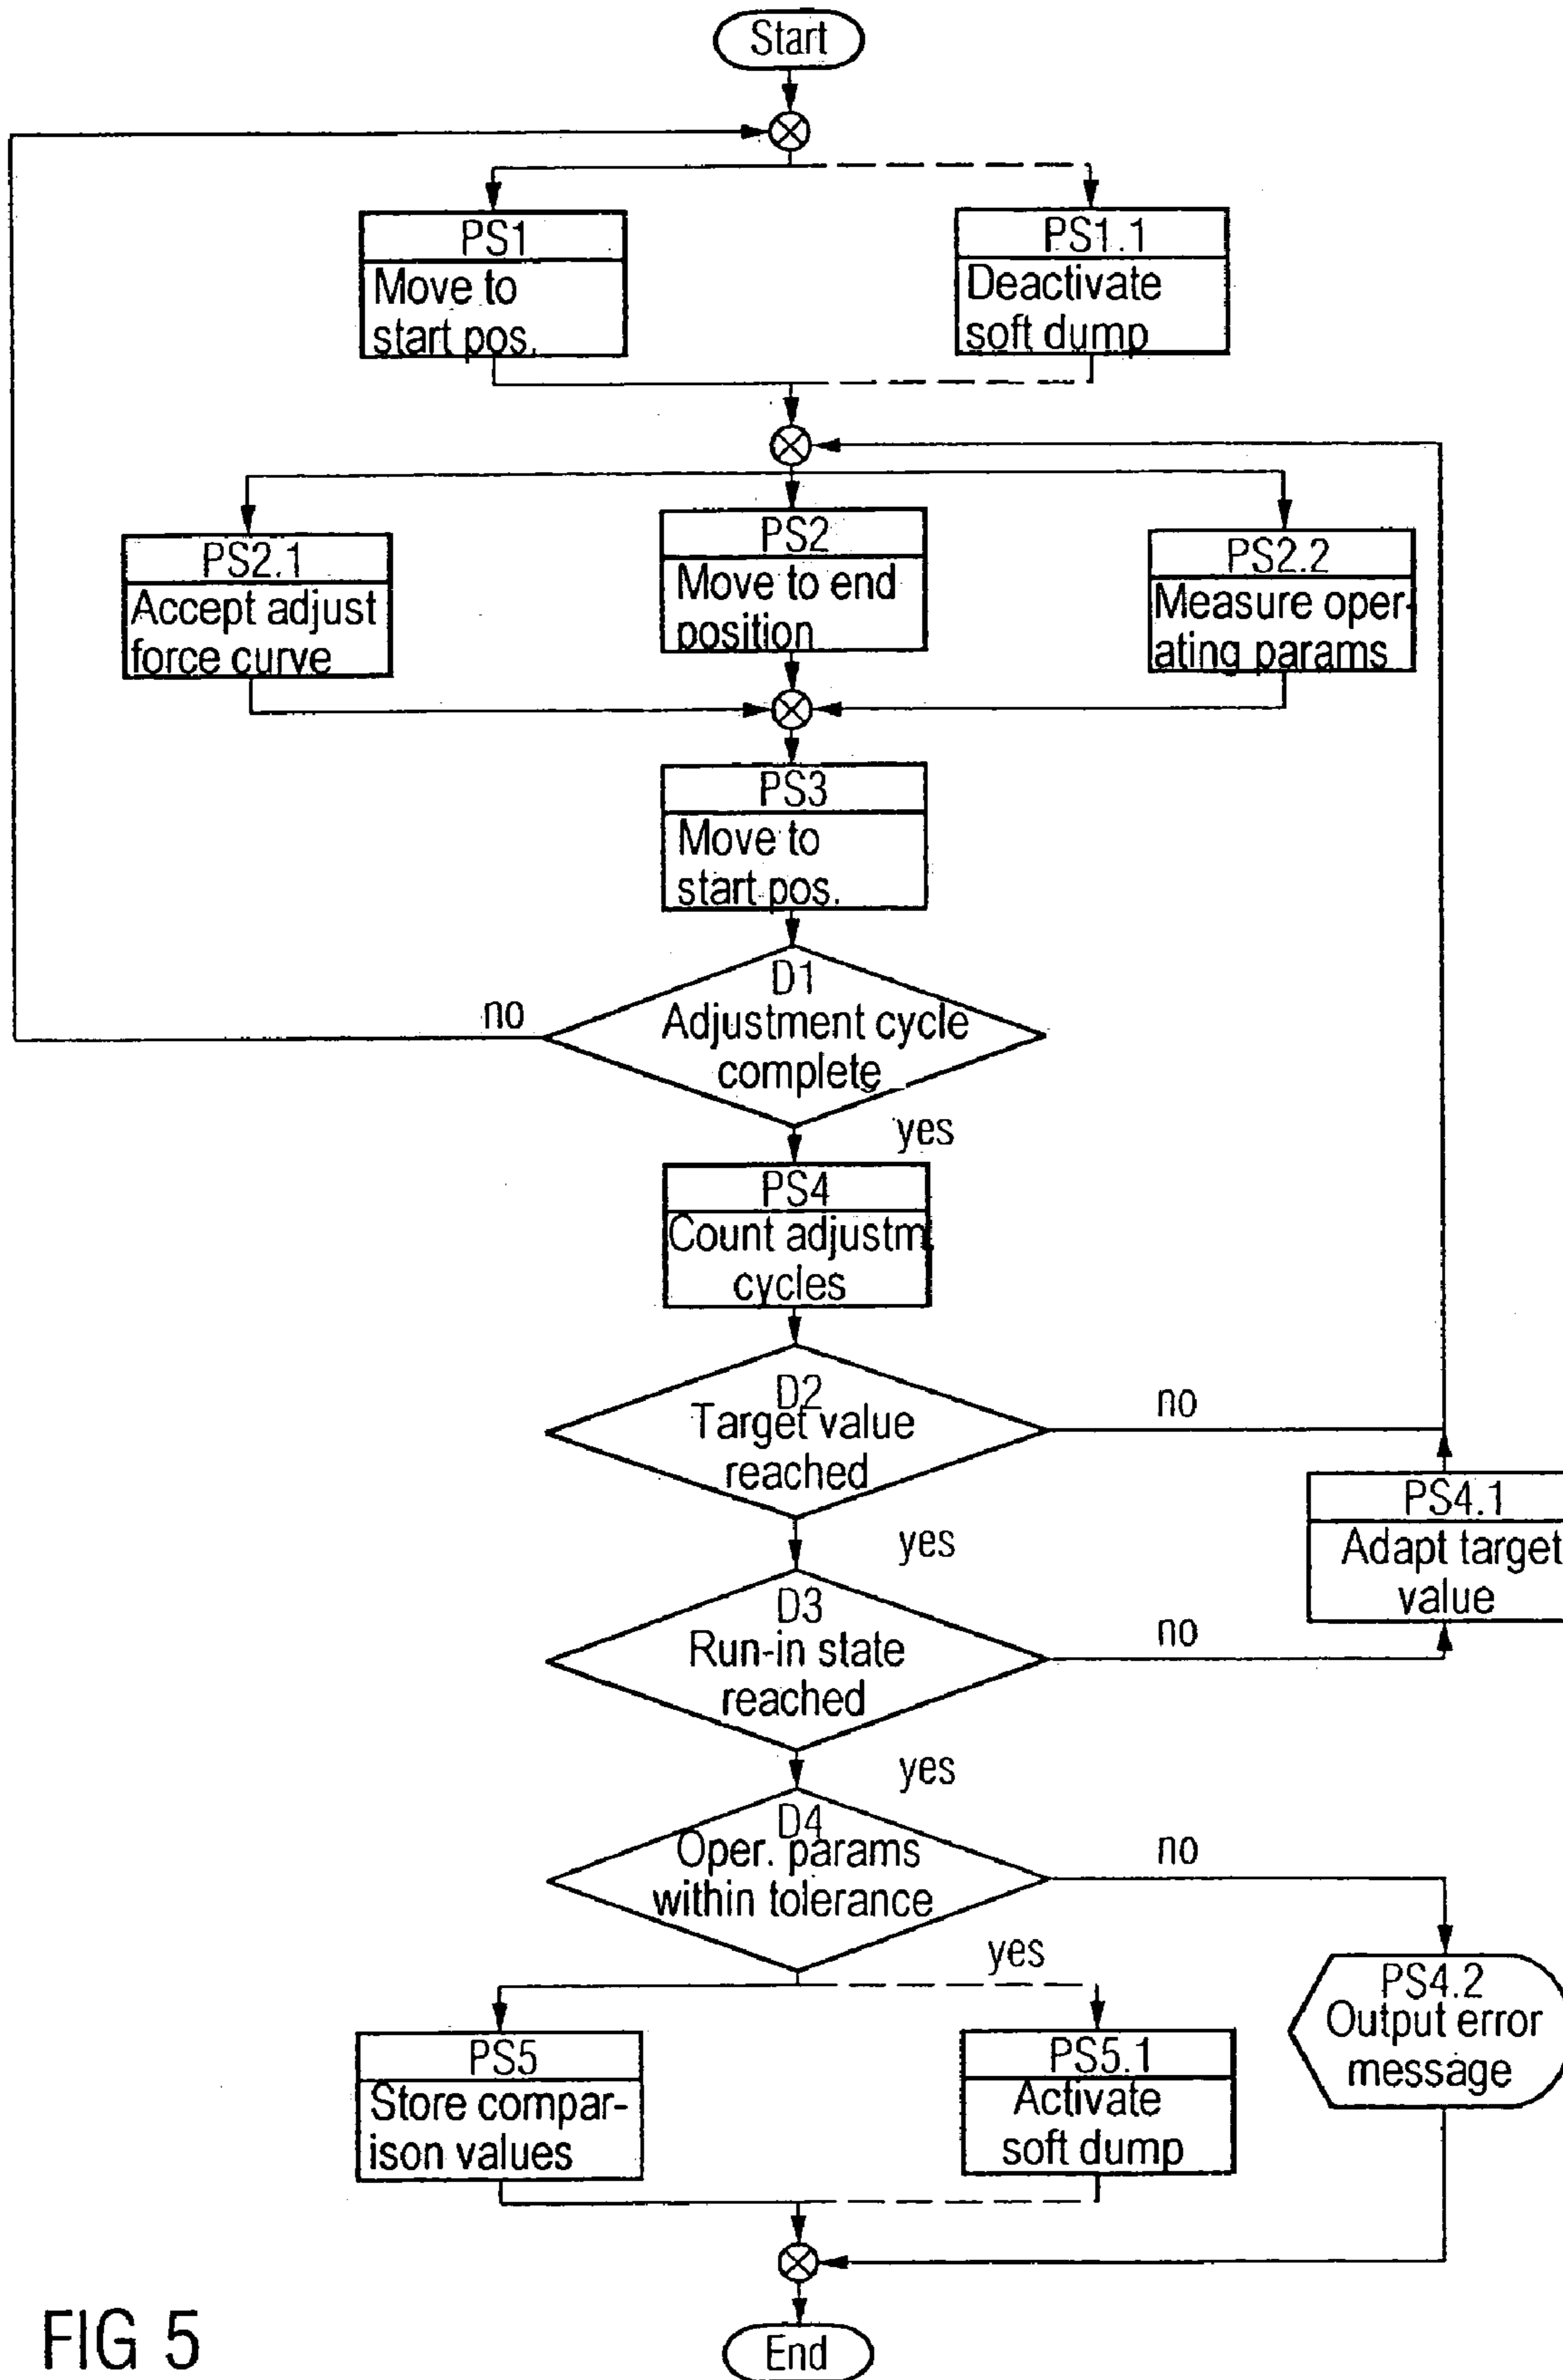 Start
PS1
Move to
start pos.
PS1.1
Deactivate
soft dump
PS2.1
Accept adjust
force curve
PS2
Move to end
position
PS2.2
Measure oper-
ating params
PS3
Move to
start pos.
D1
Adjustment cycle
complete
no
yes
PS4
Count adjustm.
cycles
D2
Target value
reached
no
yes
PS4.1
Adapt target
value
D3
Run-in state
reached
no
yes
D4
Oper. params
within tolerance
no
yes
PS4.2
Output error
message
PS5
Store compar-
ison values
PS5.1
Activate
soft dump
End
FIG 5